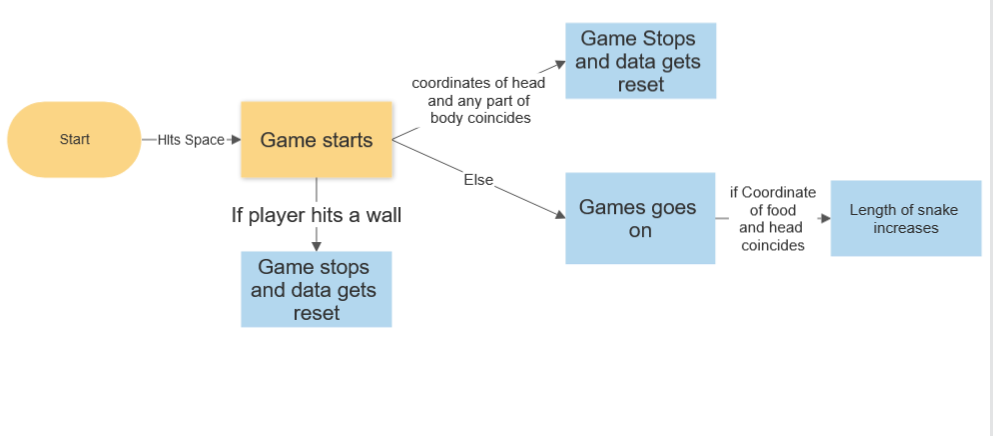 Start
HIts Space
Game starts
coordinates of head
and any part of
body coincides
Game Stops
and data gets
reset
Else
Games goes
on
if Coordinate
of food
and head
coincides
Length of snake
increases
If player hits a wall
Game stops
and data gets
reset